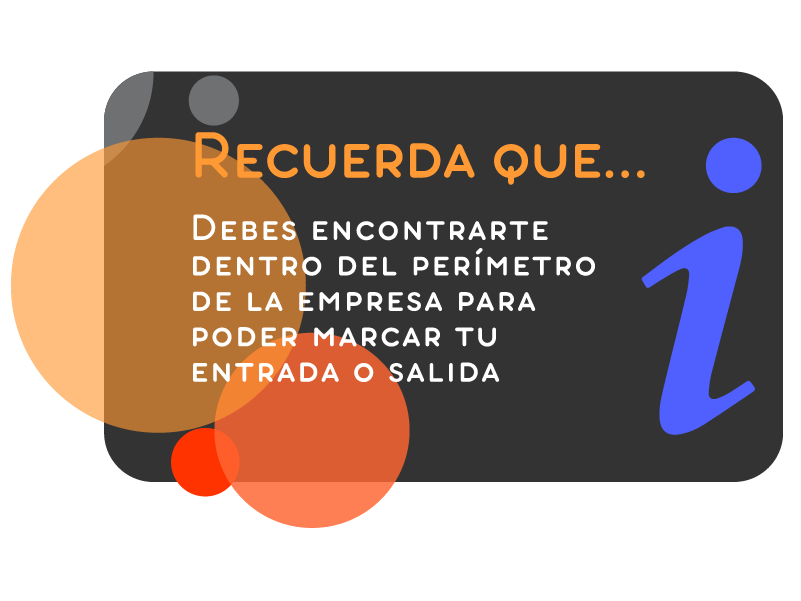 Recuerda que...
Debes encontrarte
dentro del perímetro
de la empresa para
poder marcar tu
entrada o salida
i